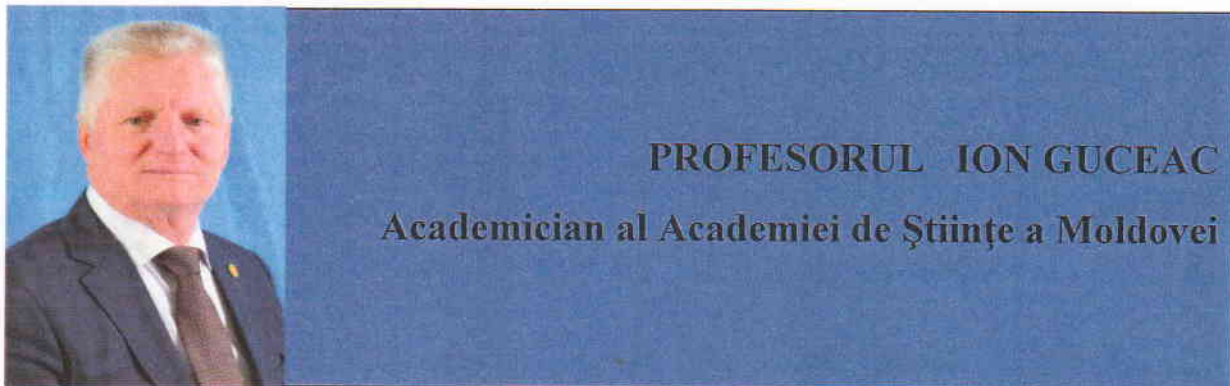 PROFESORUL ION GUCEAC
Academician al Academiei de Ştiinţe a Moldovei